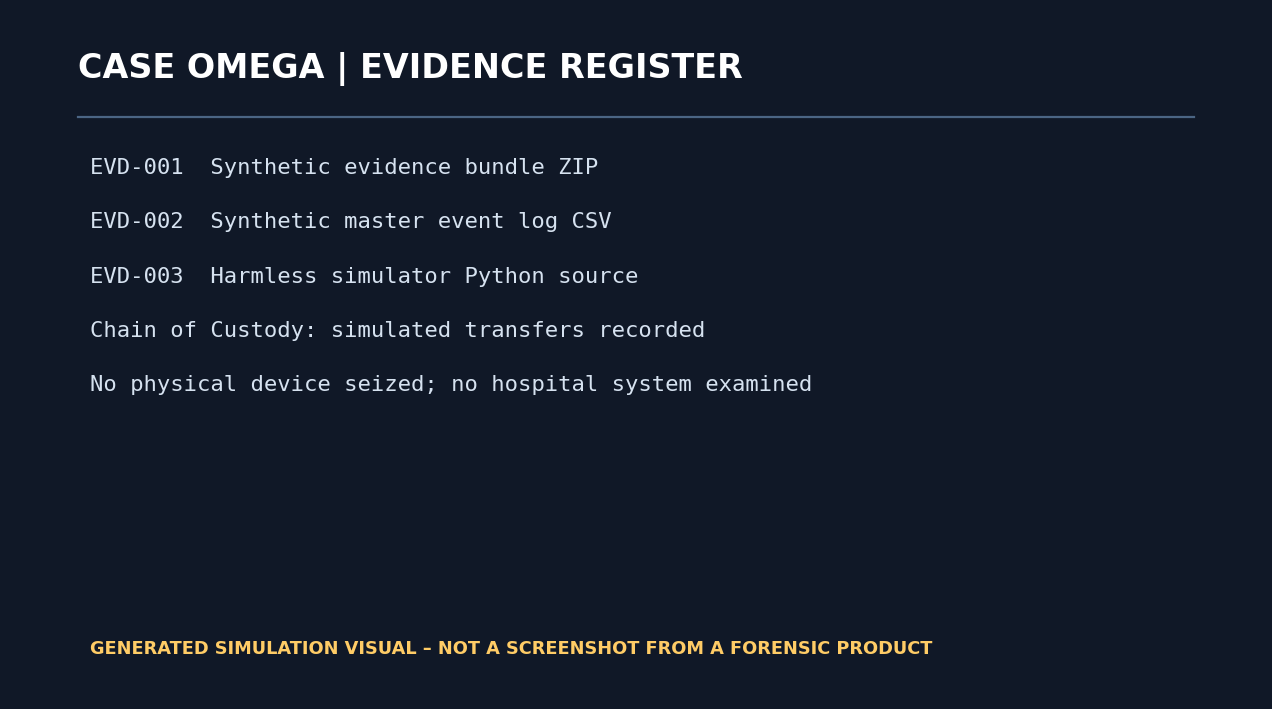 CASE OMEGA | EVIDENCE REGISTER
EVD-001  Synthetic evidence bundle ZIP
EVD-002  Synthetic master event log CSV
EVD-003  Harmless simulator Python source
Chain of Custody: simulated transfers recorded
No physical device seized; no hospital system examined
GENERATED SIMULATION VISUAL – NOT A SCREENSHOT FROM A FORENSIC PRODUCT